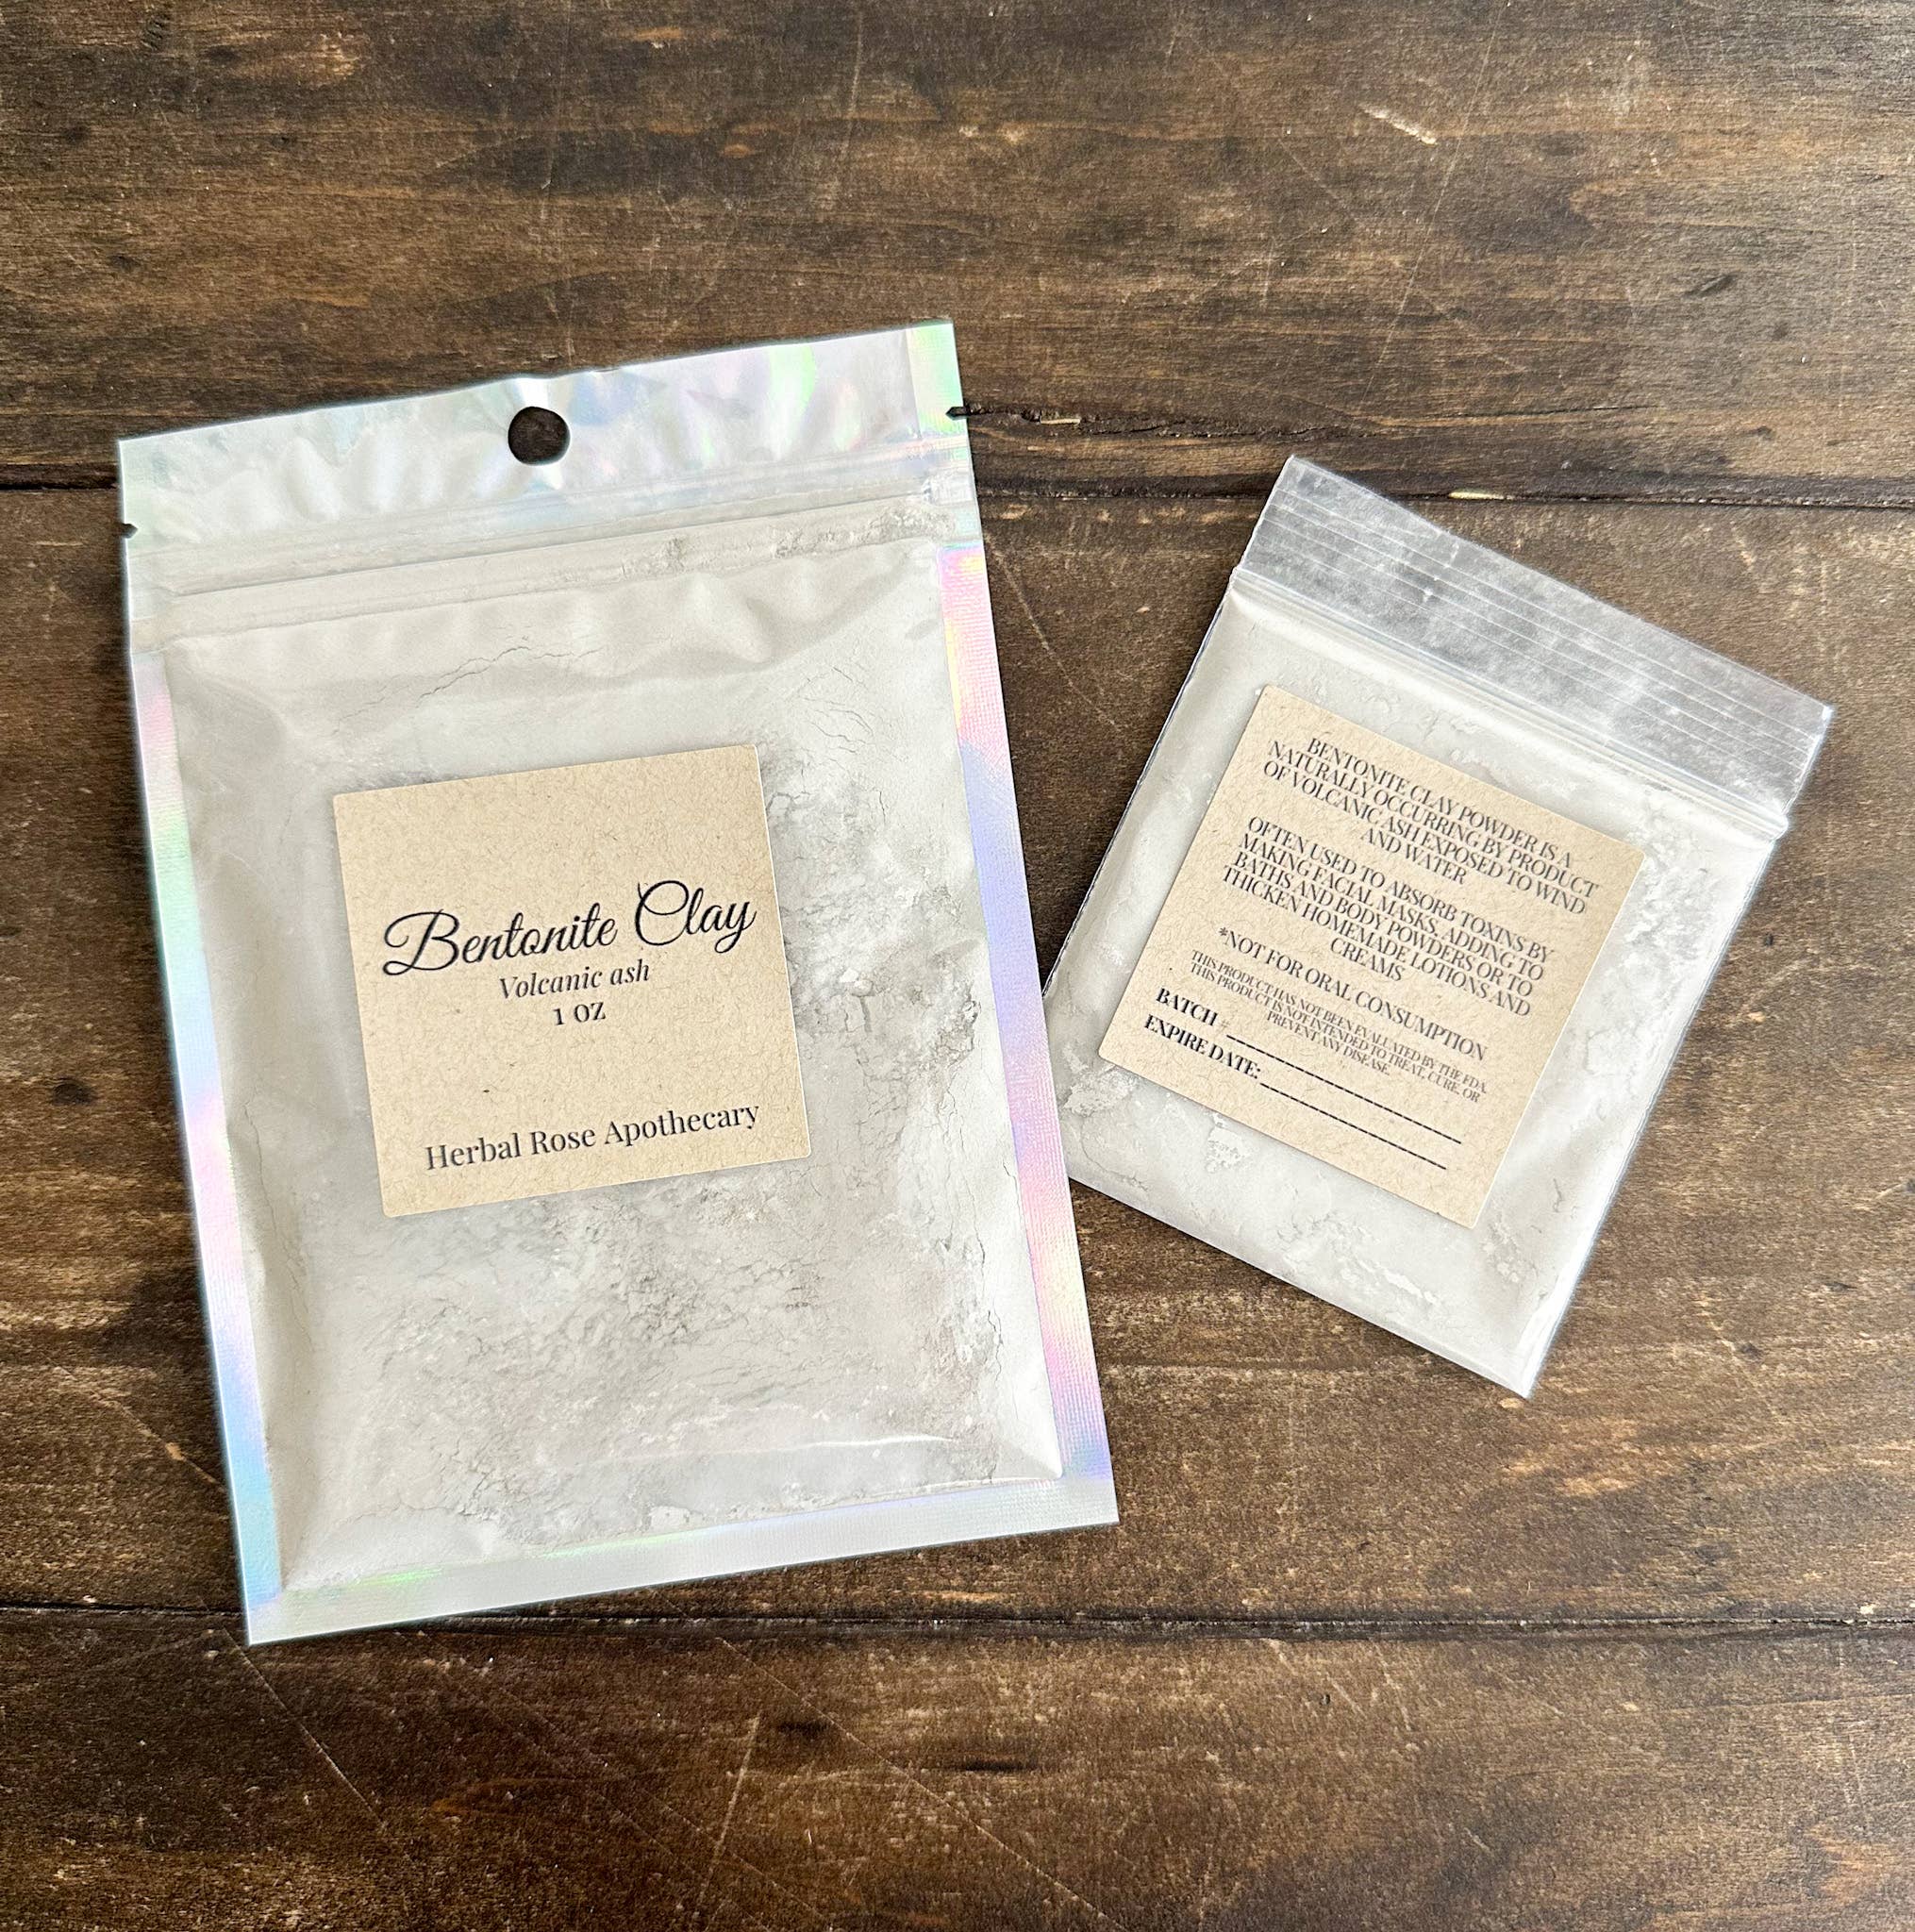 Bentonite Clay
Volcanic ash
1 OZ
Herbal Rose Apothecary
BENTONITE CLAY POWDER IS A
NATURALLY OCCURRING BY PRODUCT
OF VOLCANIC ASH EXPOSED TO WIND
AND WATER
OFTEN USED TO ABSORB TOXINS BY
MAKING FACIAL MASKS, ADDING TO
BATHS AND BODY POWDERS OR TO
THICKEN HOMEMADE LOTIONS AND
CREAMS
*NOT FOR ORAL CONSUMPTION
THIS PRODUCT HAS NOT BEEN EVALUATED BY THE FDA.
THIS PRODUCT IS NOT INTENDED TO TREAT, CURE, OR
PREVENT ANY DISEASE.
BATCH #
EXPIRE DATE: